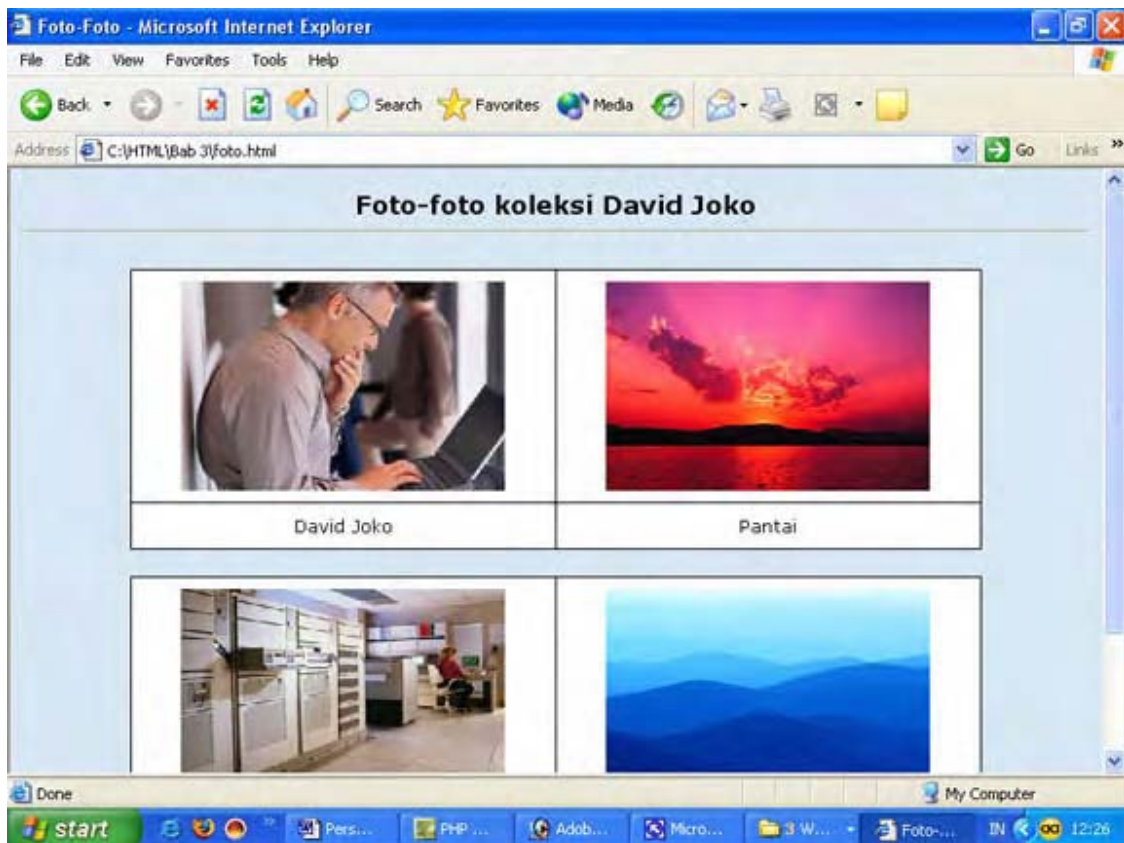 Foto-Foto - Microsoft Internet Explorer
File Edit View Favorites Tools Help
Back Search Favorites Media
Address C:\HTML\Bab 3\foto.html Go Links »
Foto-foto koleksi David Joko
David Joko Pantai
Done My Computer
start » Pers... PHP ... Adob... Micro... 3 W... Foto-... IN 12:26